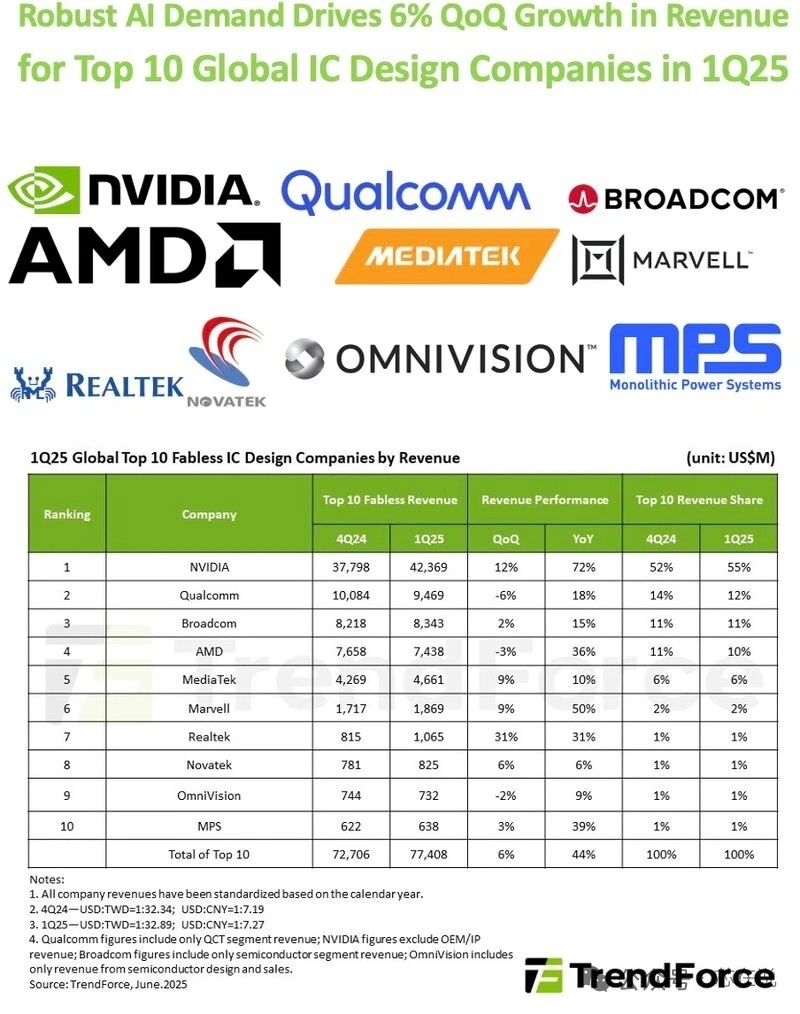 Robust AI Demand Drives 6% QoQ Growth in Revenue
for Top 10 Global IC Design Companies in 1Q25
NVIDIA. Qualcomm BROADCOM®
AMD MEDIATEK MARVELL™
REALTEK NOVATEK OMNIVISION™ MPS
Monolithic Power Systems
1Q25 Global Top 10 Fabless IC Design Companies by Revenue (unit: US$M)
Ranking Company Top 10 Fabless Revenue Revenue Performance Top 10 Revenue Share
4Q24 1Q25 QoQ YoY 4Q24 1Q25
1 NVIDIA 37,798 42,369 12% 72% 52% 55%
2 Qualcomm 10,084 9,469 -6% 18% 14% 12%
3 Broadcom 8,218 8,343 2% 15% 11% 11%
4 AMD 7,658 7,438 -3% 36% 11% 10%
5 MediaTek 4,269 4,661 9% 10% 6% 6%
6 Marvell 1,717 1,869 9% 50% 2% 2%
7 Realtek 815 1,065 31% 31% 1% 1%
8 Novatek 781 825 6% 6% 1% 1%
9 OmniVision 744 732 -2% 9% 1% 1%
10 MPS 622 638 3% 39% 1% 1%
Total of Top 10 72,706 77,408 6% 44% 100% 100%
TrendForce
Notes:
1. All company revenues have been standardized based on the calendar year.
2. 4Q24—USD:TWD=1:32.34; USD:CNY=1:7.19
3. 1Q25—USD:TWD=1:32.89; USD:CNY=1:7.27
4. Qualcomm figures include only QCT segment revenue; NVIDIA figures exclude OEM/IP
revenue; Broadcom figures include only semiconductor segment revenue; OmniVision includes
only revenue from semiconductor design and sales.
Source: TrendForce, June.2025
TrendForce